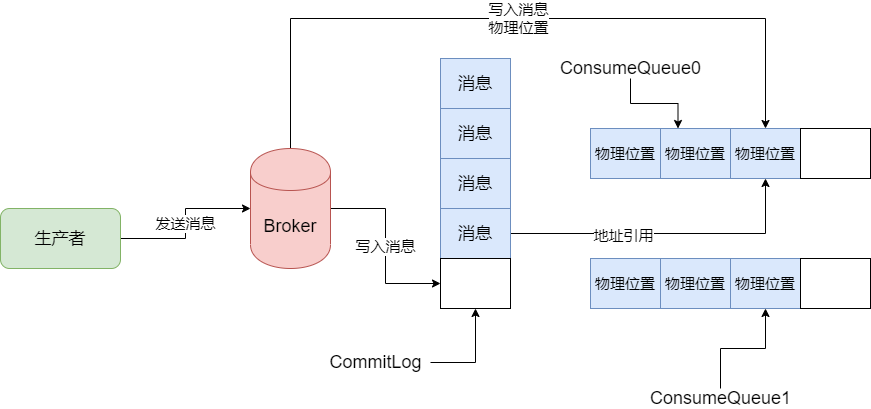 写入消息
物理位置
ConsumeQueue0
消息
消息
消息
消息
物理位置
物理位置
物理位置
生产者
发送消息
Broker
写入消息
地址引用
物理位置
物理位置
物理位置
CommitLog
ConsumeQueue1